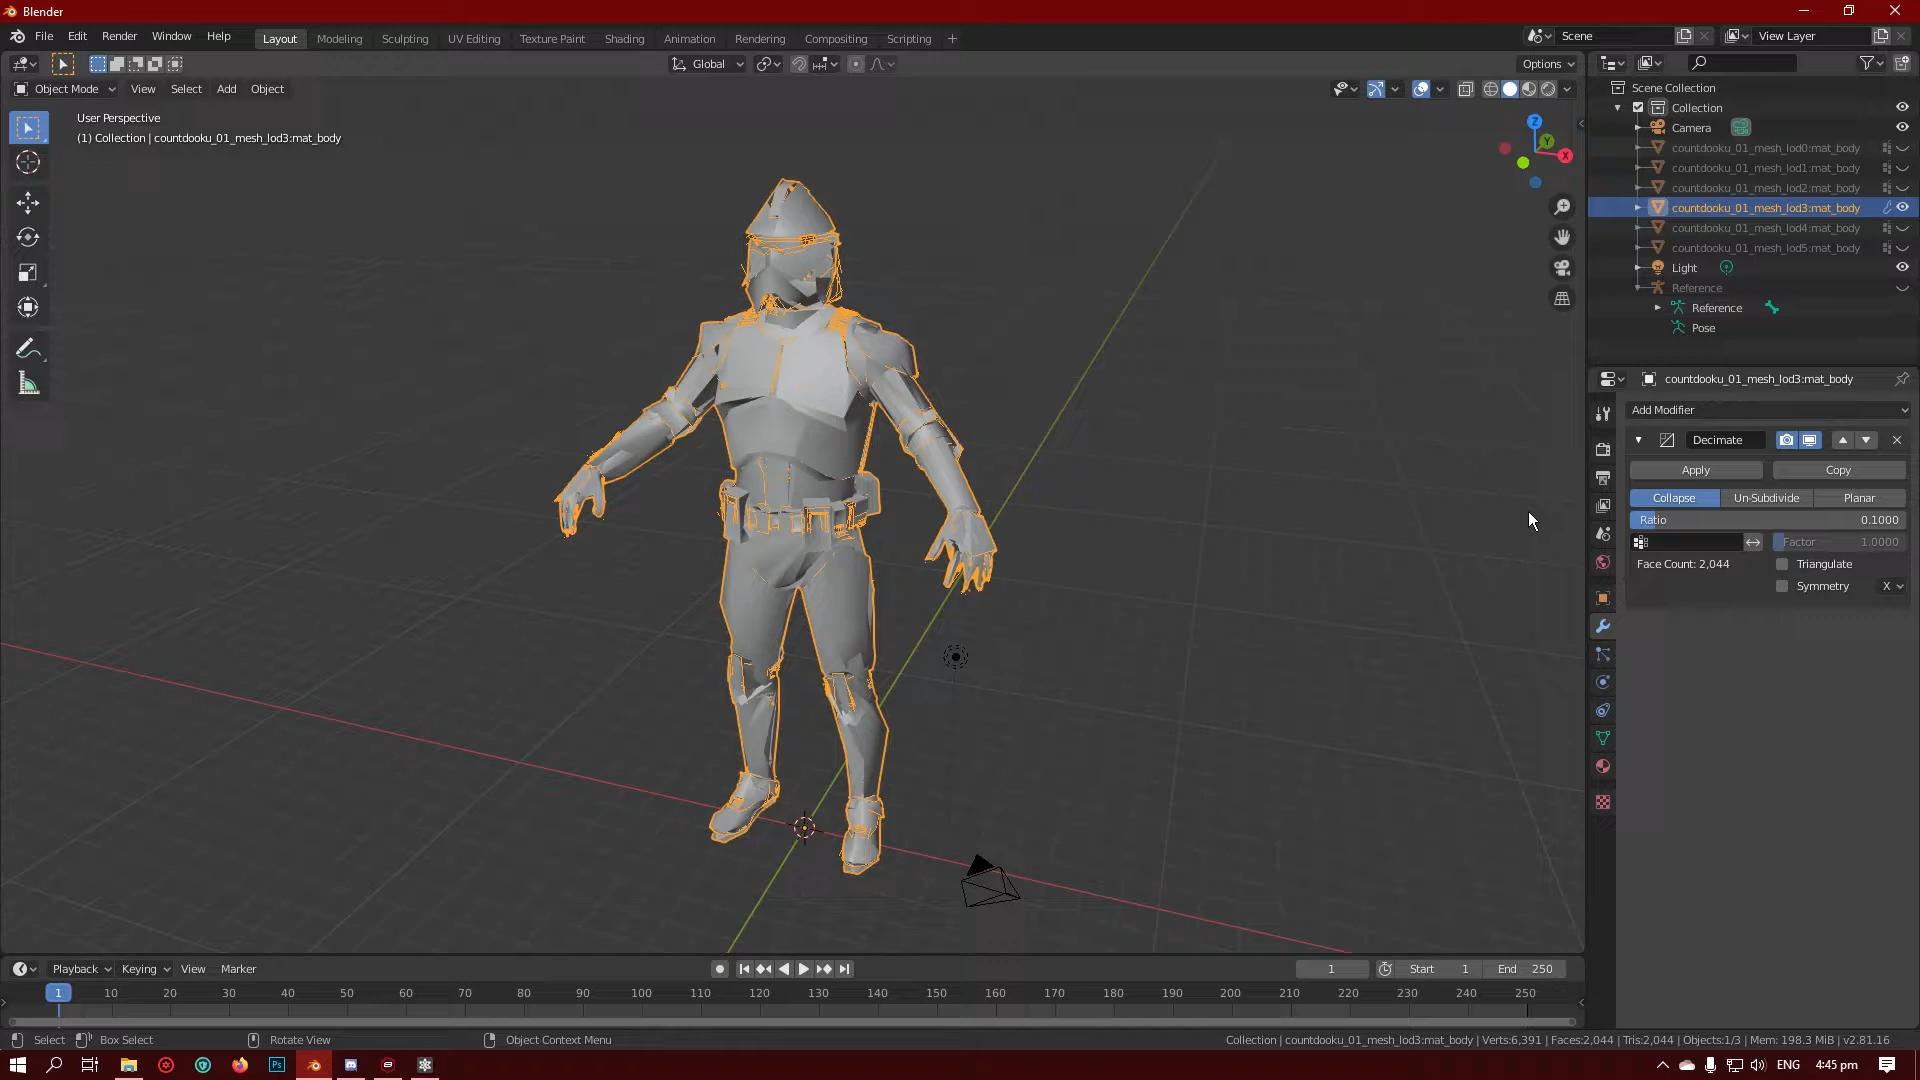 Blender
File Edit Render Window Help
Layout Modeling Sculpting UV Editing Texture Paint Shading Animation Rendering Compositing Scripting
Scene
View Layer
Global
Options
Object Mode View Select Add Object
User Perspective
(1) Collection | countdooku_01_mesh_lod3:mat_body
Z
Y
X
Scene Collection
Collection
Camera
countdooku_01_mesh_lod0:mat_body
countdooku_01_mesh_lod1:mat_body
countdooku_01_mesh_lod2:mat_body
countdooku_01_mesh_lod3:mat_body
countdooku_01_mesh_lod4:mat_body
countdooku_01_mesh_lod5:mat_body
Light
Reference
Reference
Pose
countdooku_01_mesh_lod3:mat_body
Add Modifier
Decimate
Apply Copy
Collapse Un-Subdivide Planar
Ratio 0.1000
Factor 1.0000
Face Count: 2,044 Triangulate
Symmetry X
Playback Keying View Marker
1 Start 1 End 250
1 10 20 30 40 50 60 70 80 90 100 110 120 130 140 150 160 170 180 190 200 210 220 230 240 250
Select Box Select Rotate View Object Context Menu
Collection | countdooku_01_mesh_lod3:mat_body | Verts:6,391 | Faces:2,044 | Tris:2,044 | Objects:1/3 | Mem: 198.3 MiB | v2.81.16
Ps
ENG 4:45 pm